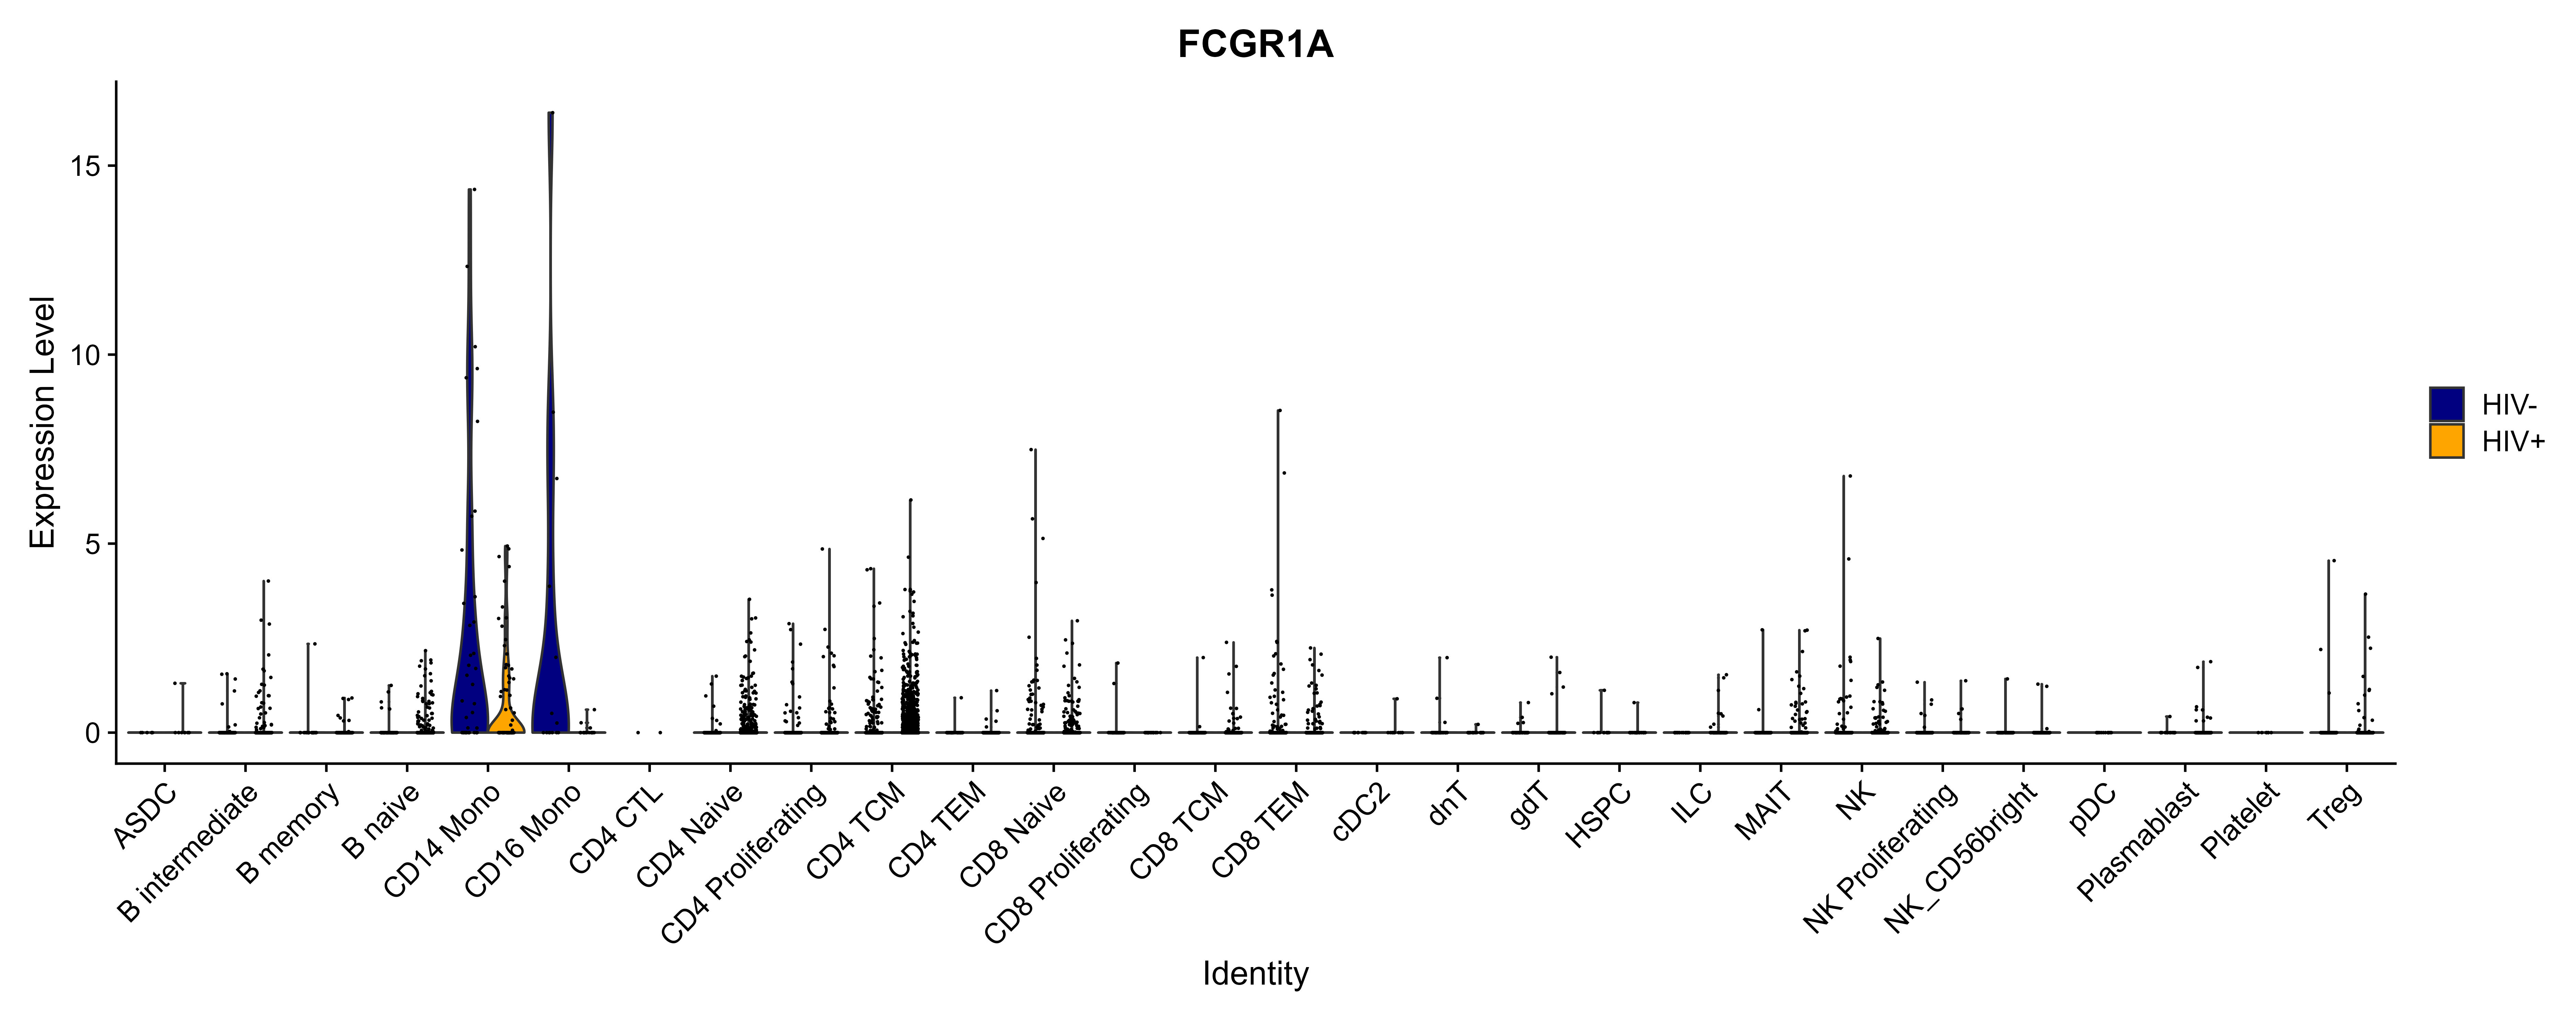 FCGR1A
Expression Level
15
10
5
0
HIV-
HIV+
ASDC
B intermediate
B memory
B naive
CD14 Mono
CD16 Mono
CD4 CTL
CD4 Naive
CD4 Proliferating
CD4 TCM
CD4 TEM
CD8 Naive
CD8 Proliferating
CD8 TCM
CD8 TEM
cDC2
dnT
gdT
HSPC
ILC
MAIT
NK
NK Proliferating
NK_CD56bright
pDC
Plasmablast
Platelet
Treg
Identity